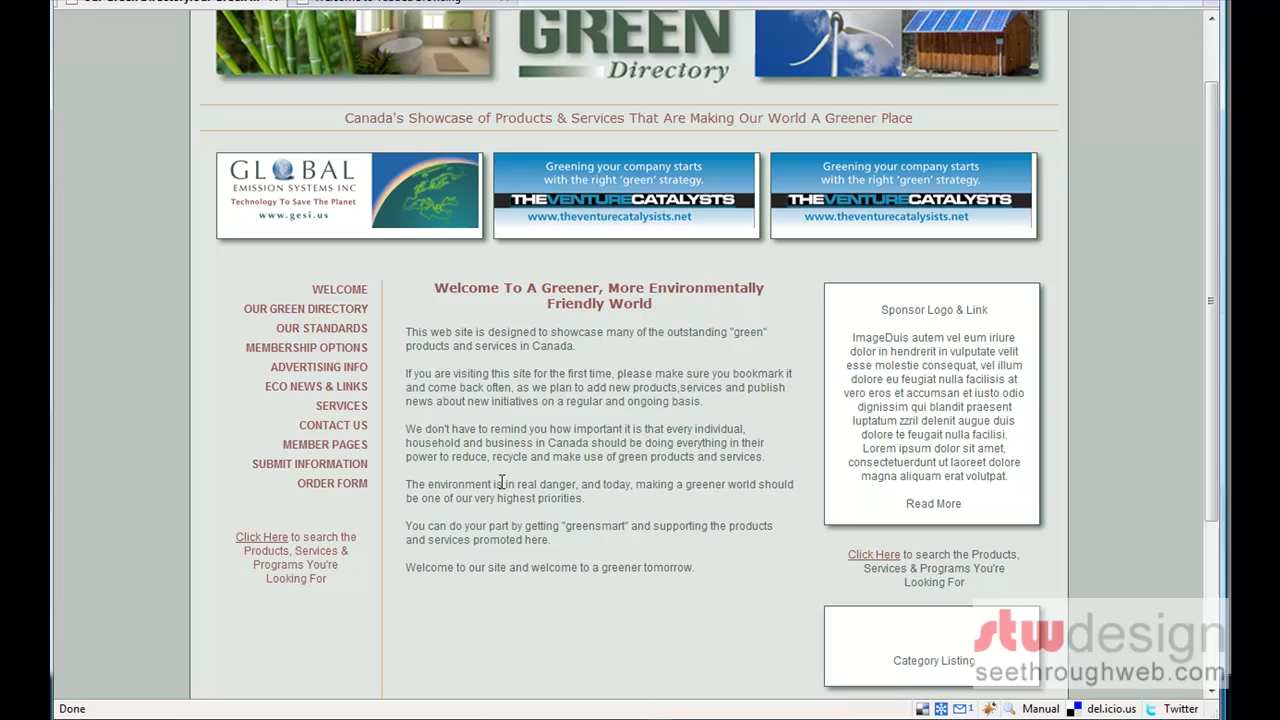 GREEN
Directory
Canada's Showcase of Products & Services That Are Making Our World A Greener Place
GLOBAL
EMISSION SYSTEMS INC
Technology To Save The Planet
www.gesi.us
Greening your company starts
with the right 'green' strategy.
THEVENTURECATALYSTS
www.theventurecatalysists.net
Greening your company starts
with the right 'green' strategy.
THEVENTURECATALYSTS
www.theventurecatalysists.net
WELCOME
OUR GREEN DIRECTORY
OUR STANDARDS
MEMBERSHIP OPTIONS
ADVERTISING INFO
ECO NEWS & LINKS
SERVICES
CONTACT US
MEMBER PAGES
SUBMIT INFORMATION
ORDER FORM
Click Here to search the
Products, Services &
Programs You're
Looking For
Welcome To A Greener, More Environmentally
Friendly World
This web site is designed to showcase many of the outstanding "green"
products and services in Canada.
If you are visiting this site for the first time, please make sure you bookmark it
and come back often, as we plan to add new products,services and publish
news about new initiatives on a regular and ongoing basis.
We don't have to remind you how important it is that every individual,
household and business in Canada should be doing everything in their
power to reduce, recycle and make use of green products and services.
The environment is in real danger, and today, making a greener world should
be one of our very highest priorities.
You can do your part by getting "greensmart" and supporting the products
and services promoted here.
Welcome to our site and welcome to a greener tomorrow.
Sponsor Logo & Link
ImageDuis autem vel eum iriure
dolor in hendrerit in vulputate velit
esse molestie consequat, vel illum
dolore eu feugiat nulla facilisis at
vero eros et accumsan et iusto odio
dignissim qui blandit praesent
luptatum zzril delenit augue duis
dolore te feugait nulla facilisi.
Lorem ipsum dolor sit amet,
consectetuerdunt ut laoreet dolore
magna aliquam erat volutpat.
Read More
Click Here to search the Products,
Services & Programs You're
Looking For
Category Listing
stwdesign
seethroughweb.com
Done
1
Manual
del.icio.us
Twitter